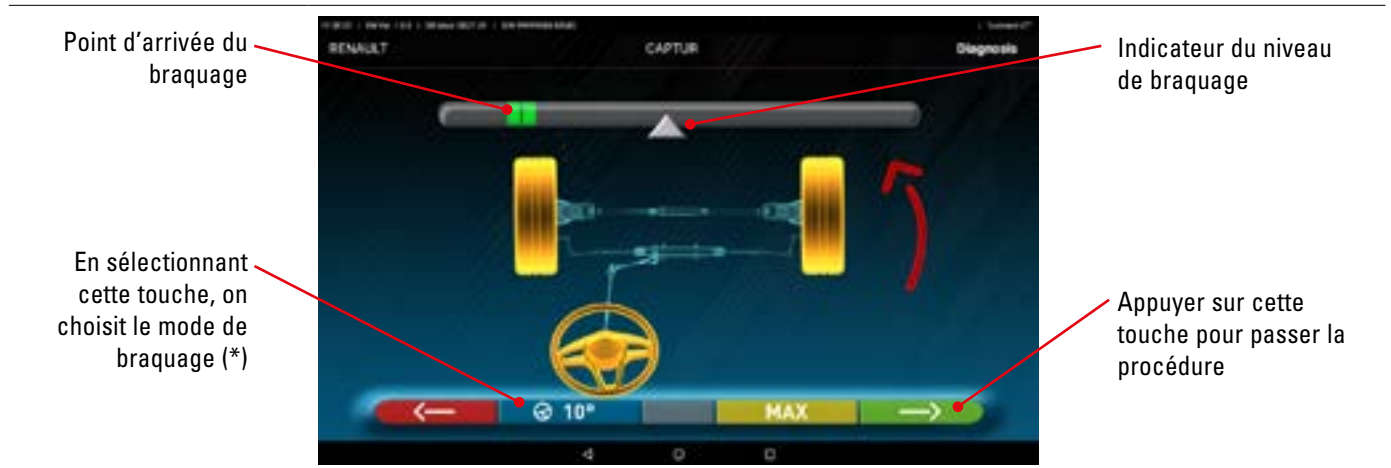 Point d’arrivée du
braquage
Indicateur du niveau
de braquage
RENAULT
CAPTUR
Diagnosis
En sélectionnant
cette touche, on
choisit le mode de
braquage (*)
Appuyer sur cette
touche pour passer la
procédure
10°
MAX